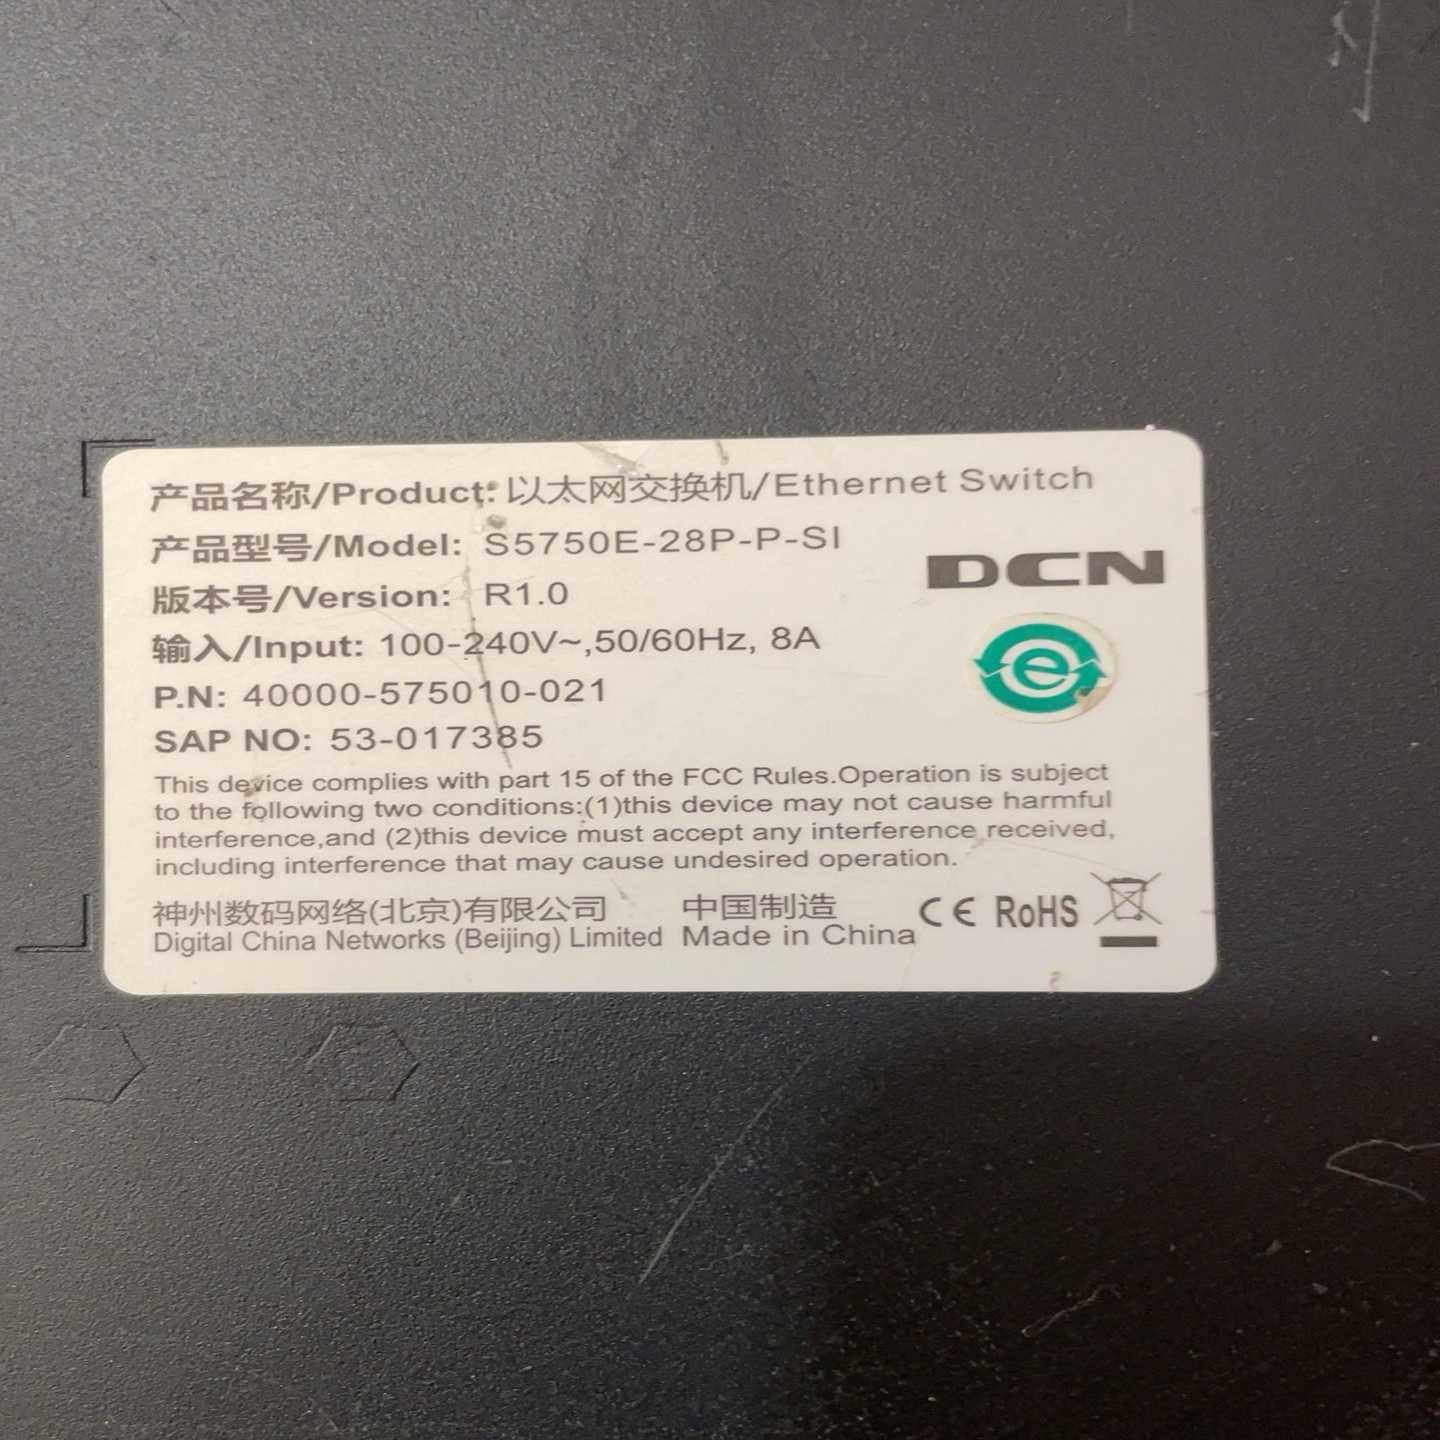 产品名称/Product: 以太网交换机/Ethernet Switch
产品型号/Model: S5750E-28P-P-SI
版本号/Version: R1.0
输入/Input: 100-240V~,50/60Hz, 8A
P.N: 40000-575010-021
SAP NO: 53-017385
DCN
e
This device complies with part 15 of the FCC Rules.Operation is subject
to the following two conditions:(1)this device may not cause harmful
interference,and (2)this device must accept any interference received,
including interference that may cause undesired operation.
神州数码网络(北京)有限公司 中国制造
Digital China Networks (Beijing) Limited Made in China
CE RoHS